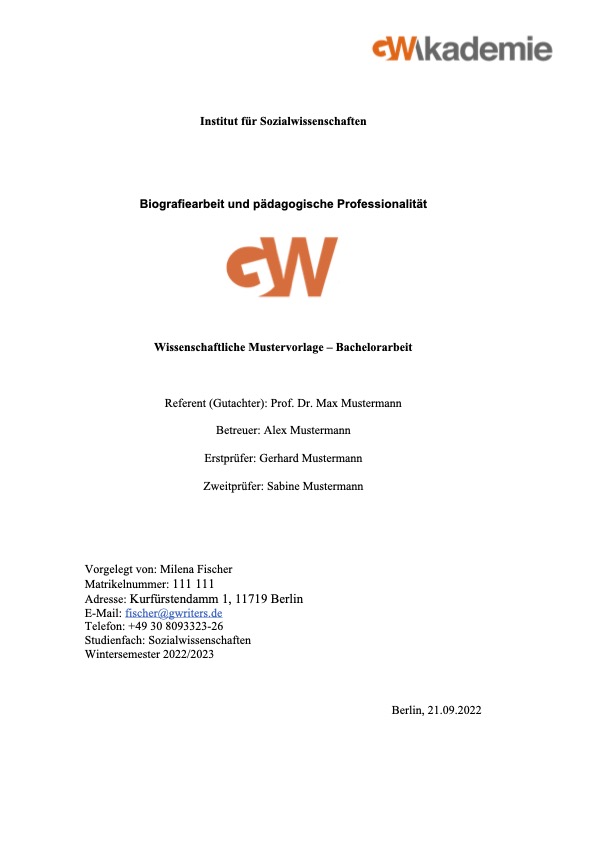 GWAkademie
Institut für Sozialwissenschaften
Biografiearbeit und pädagogische Professionalität
GW
Wissenschaftliche Mustervorlage – Bachelorarbeit
Referent (Gutachter): Prof. Dr. Max Mustermann
Betreuer: Alex Mustermann
Erstprüfer: Gerhard Mustermann
Zweitprüfer: Sabine Mustermann
Vorgelegt von: Milena Fischer
Matrikelnummer: 111 111
Adresse: Kurfürstendamm 1, 11719 Berlin
E-Mail: fischer@gwriters.de
Telefon: +49 30 8093323-26
Studienfach: Sozialwissenschaften
Wintersemester 2022/2023
Berlin, 21.09.2022